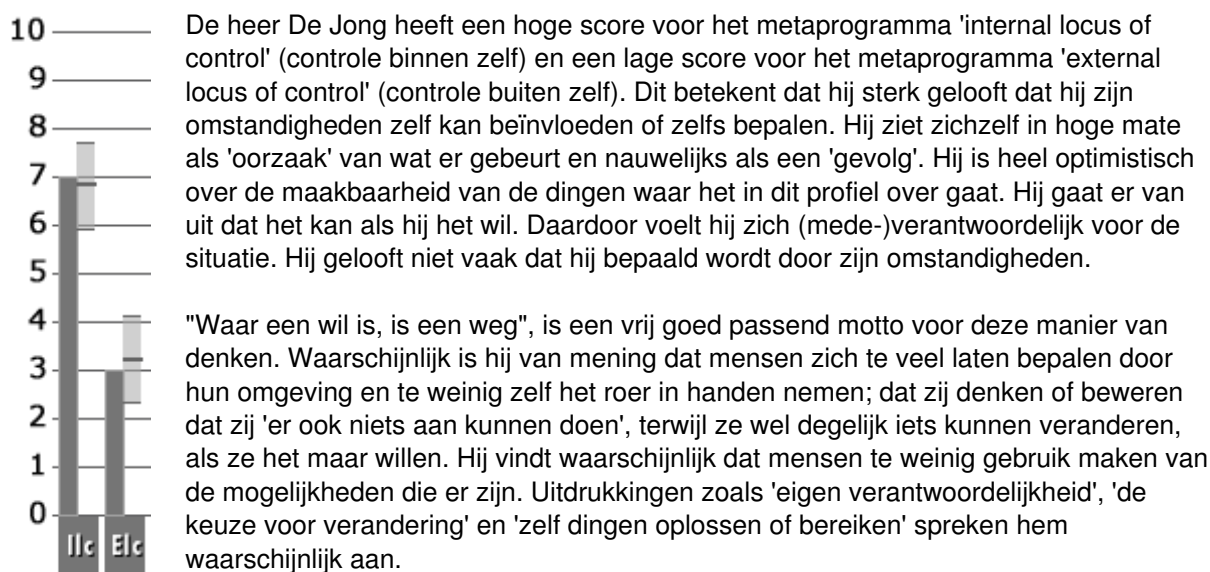 10
9
8
7
6
5
4
3
2
1
0
Ilc Elc
De heer De Jong heeft een hoge score voor het metaprogramma 'internal locus of
control' (controle binnen zelf) en een lage score voor het metaprogramma 'external
locus of control' (controle buiten zelf). Dit betekent dat hij sterk gelooft dat hij zijn
omstandigheden zelf kan beïnvloeden of zelfs bepalen. Hij ziet zichzelf in hoge mate
als 'oorzaak' van wat er gebeurt en nauwelijks als een 'gevolg'. Hij is heel optimistisch
over de maakbaarheid van de dingen waar het in dit profiel over gaat. Hij gaat er van
uit dat het kan als hij het wil. Daardoor voelt hij zich (mede-)verantwoordelijk voor de
situatie. Hij gelooft niet vaak dat hij bepaald wordt door zijn omstandigheden.
"Waar een wil is, is een weg", is een vrij goed passend motto voor deze manier van
denken. Waarschijnlijk is hij van mening dat mensen zich te veel laten bepalen door
hun omgeving en te weinig zelf het roer in handen nemen; dat zij denken of beweren
dat zij 'er ook niets aan kunnen doen', terwijl ze wel degelijk iets kunnen veranderen,
als ze het maar willen. Hij vindt waarschijnlijk dat mensen te weinig gebruik maken van
de mogelijkheden die er zijn. Uitdrukkingen zoals 'eigen verantwoordelijkheid', 'de
keuze voor verandering' en 'zelf dingen oplossen of bereiken' spreken hem
waarschijnlijk aan.